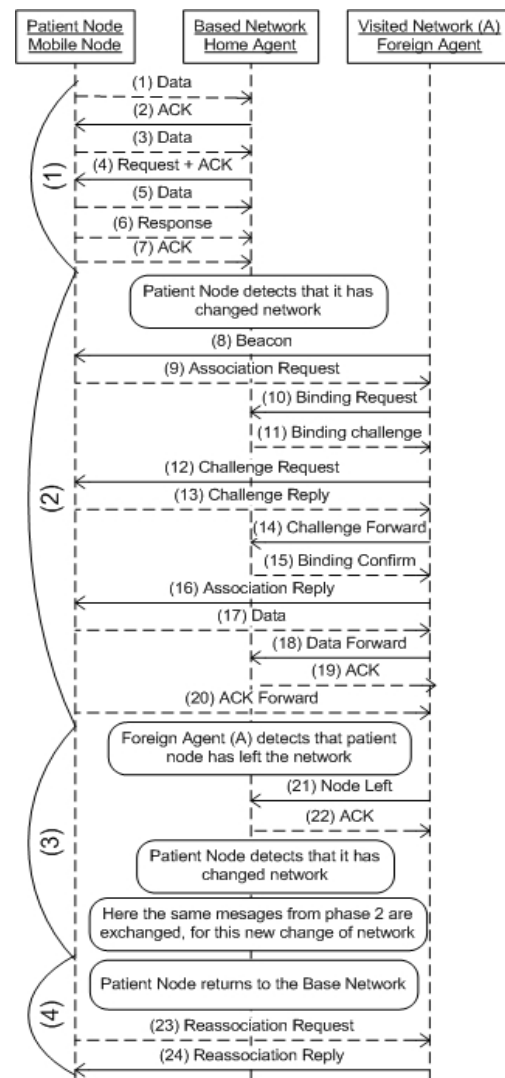 Patient Node
Mobile Node
Based Network
Home Agent
Visited Network (A)
Foreign Agent
(1) Data
(2) ACK
(3) Data
(4) Request + ACK
(5) Data
(6) Response
(7) ACK
(1)
Patient Node detects that it has
changed network
(8) Beacon
(9) Association Request
(10) Binding Request
(11) Binding challenge
(12) Challenge Request
(13) Challenge Reply
(14) Challenge Forward
(15) Binding Confirm
(16) Association Reply
(17) Data
(18) Data Forward
(19) ACK
(20) ACK Forward
(2)
Foreign Agent (A) detects that patient
node has left the network
(21) Node Left
(22) ACK
Patient Node detects that it has
changed network
Here the same mesages from phase 2 are
exchanged, for this new change of network
(3)
Patient Node returns to the Base Network
(23) Reassociation Request
(24) Reassociation Reply
(4)